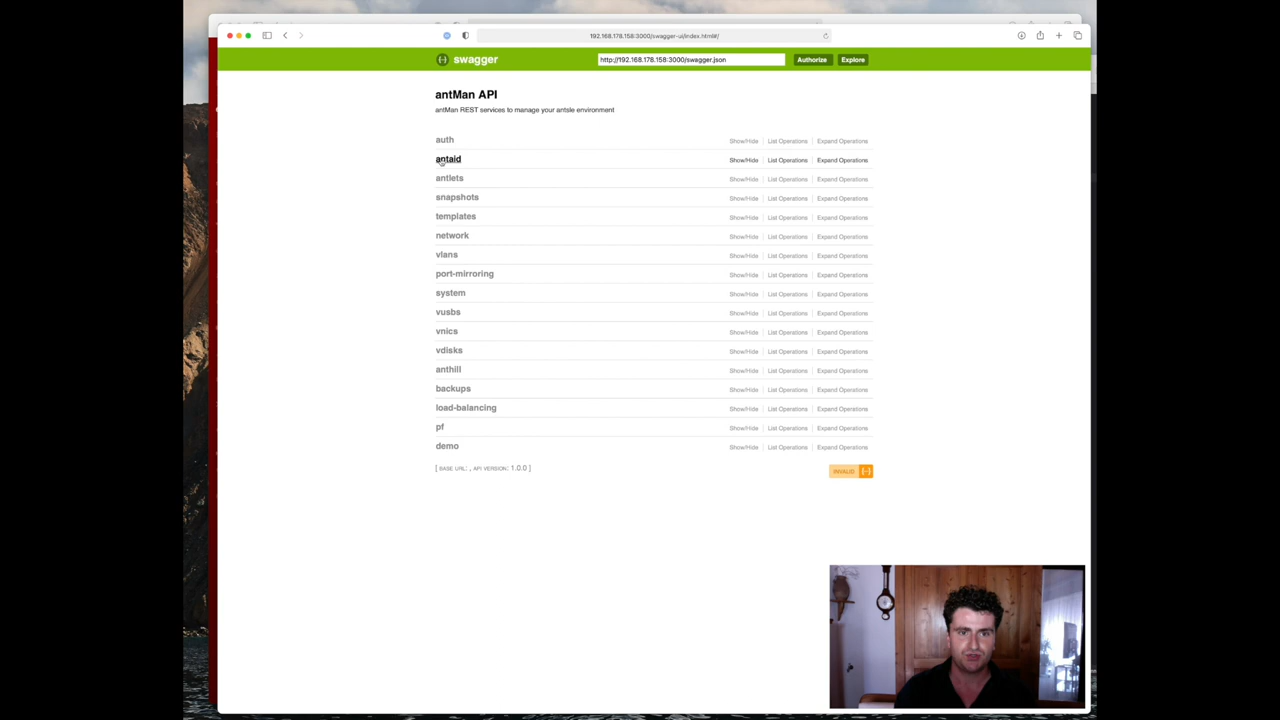 192.168.178.158:3000/swagger-ui/index.html#/
swagger
http://192.168.178.158:3000/swagger.json
Authorize
Explore
antMan API
antMan REST services to manage your antsle environment
auth Show/Hide List Operations Expand Operations
antaid Show/Hide List Operations Expand Operations
antlets Show/Hide List Operations Expand Operations
snapshots Show/Hide List Operations Expand Operations
templates Show/Hide List Operations Expand Operations
network Show/Hide List Operations Expand Operations
vlans Show/Hide List Operations Expand Operations
port-mirroring Show/Hide List Operations Expand Operations
system Show/Hide List Operations Expand Operations
vusbs Show/Hide List Operations Expand Operations
vnics Show/Hide List Operations Expand Operations
vdisks Show/Hide List Operations Expand Operations
anthill Show/Hide List Operations Expand Operations
backups Show/Hide List Operations Expand Operations
load-balancing Show/Hide List Operations Expand Operations
pf Show/Hide List Operations Expand Operations
demo Show/Hide List Operations Expand Operations
[ BASE URL: , API VERSION: 1.0.0 ]
INVALID {-}